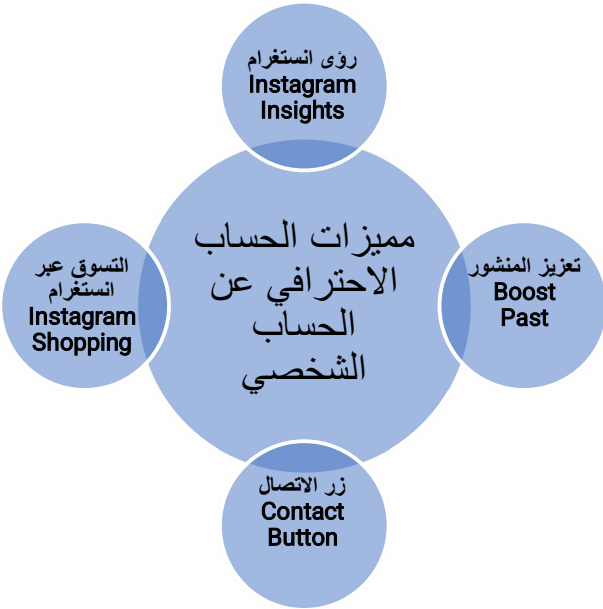 رؤى انستغرام
Instagram
Insights
مميزات الحساب
الاحترافي عن
الحساب
الشخصي
تعزيز المنشور
Boost
Past
زر الاتصال
Contact
Button
التسوق عبر
انستغرام
Instagram
Shopping